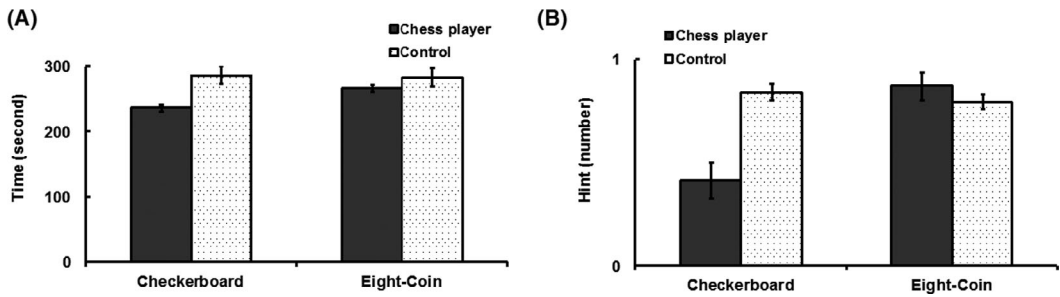 (A)
Chess player
Control
Time (second)
300
200
100
0
Checkerboard
Eight-Coin
(B)
Chess player
Control
Hint (number)
1
0
Checkerboard
Eight-Coin